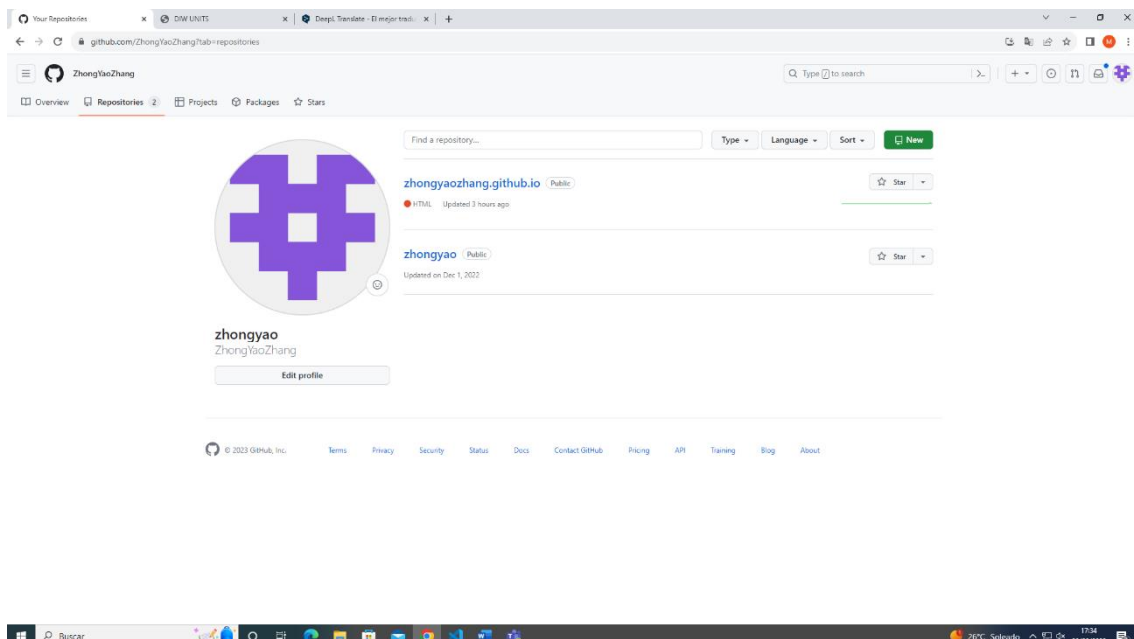 Your Repositories
DIW UNITS
DeepL Translate - El mejor tradu
github.com/ZhongYaoZhang?tab=repositories
M
ZhongYaoZhang
Type / to search
Overview Repositories 2 Projects Packages Stars
Find a repository...
Type Language Sort New
zhongyaozhang.github.io Public
Star
HTML Updated 3 hours ago
zhongyao Public
Star
Updated on Dec 1, 2022
zhongyao
ZhongYaoZhang
Edit profile
© 2023 GitHub, Inc. Terms Privacy Security Status Docs Contact GitHub Pricing API Training Blog About
Buscar
26°C Soleado
17:34